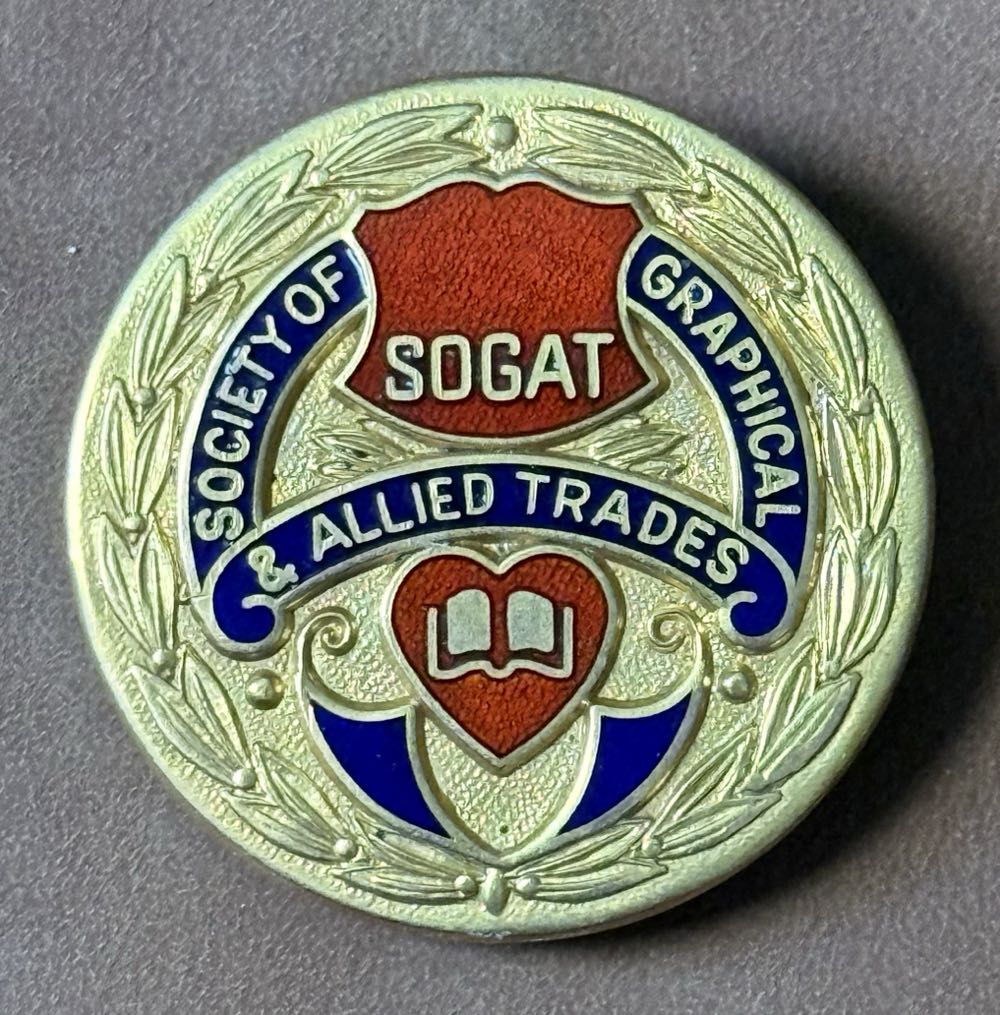 SOGAT
SOCIETY OF
GRAPHICAL
& ALLIED TRADES